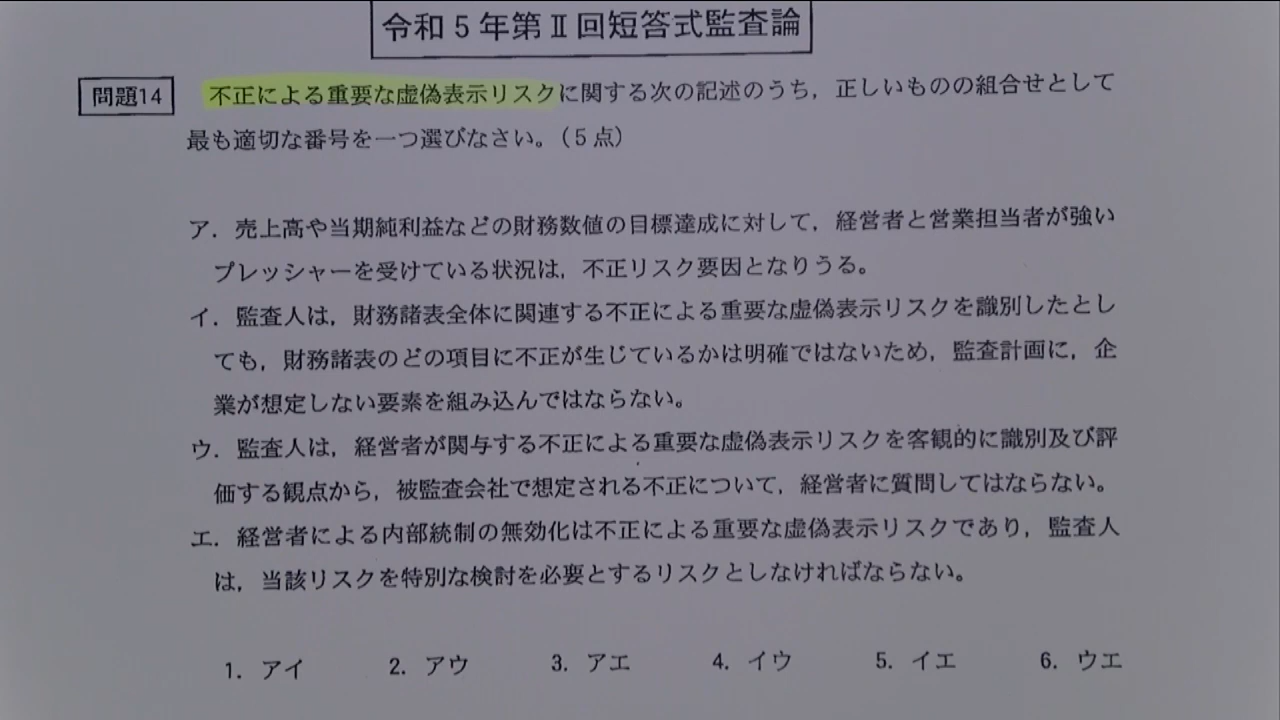 令和5年第Ⅱ回短答式監査論
問題14 不正による重要な虚偽表示リスクに関する次の記述のうち，正しいものの組合せとして
最も適切な番号を一つ選びなさい。（5点）
ア．売上高や当期純利益などの財務数値の目標達成に対して，経営者と営業担当者が強い
プレッシャーを受けている状況は，不正リスク要因となりうる。
イ．監査人は，財務諸表全体に関連する不正による重要な虚偽表示リスクを識別したとし
ても，財務諸表のどの項目に不正が生じているかは明確ではないため，監査計画に，企
業が想定しない要素を組み込んではならない。
ウ．監査人は，経営者が関与する不正による重要な虚偽表示リスクを客観的に識別及び評
価する観点から，被監査会社で想定される不正について，経営者に質問してはならない。
エ．経営者による内部統制の無効化は不正による重要な虚偽表示リスクであり，監査人
は，当該リスクを特別な検討を必要とするリスクとしなければならない。
1．アイ 2．アウ 3．アエ 4．イウ 5．イエ 6．ウエ